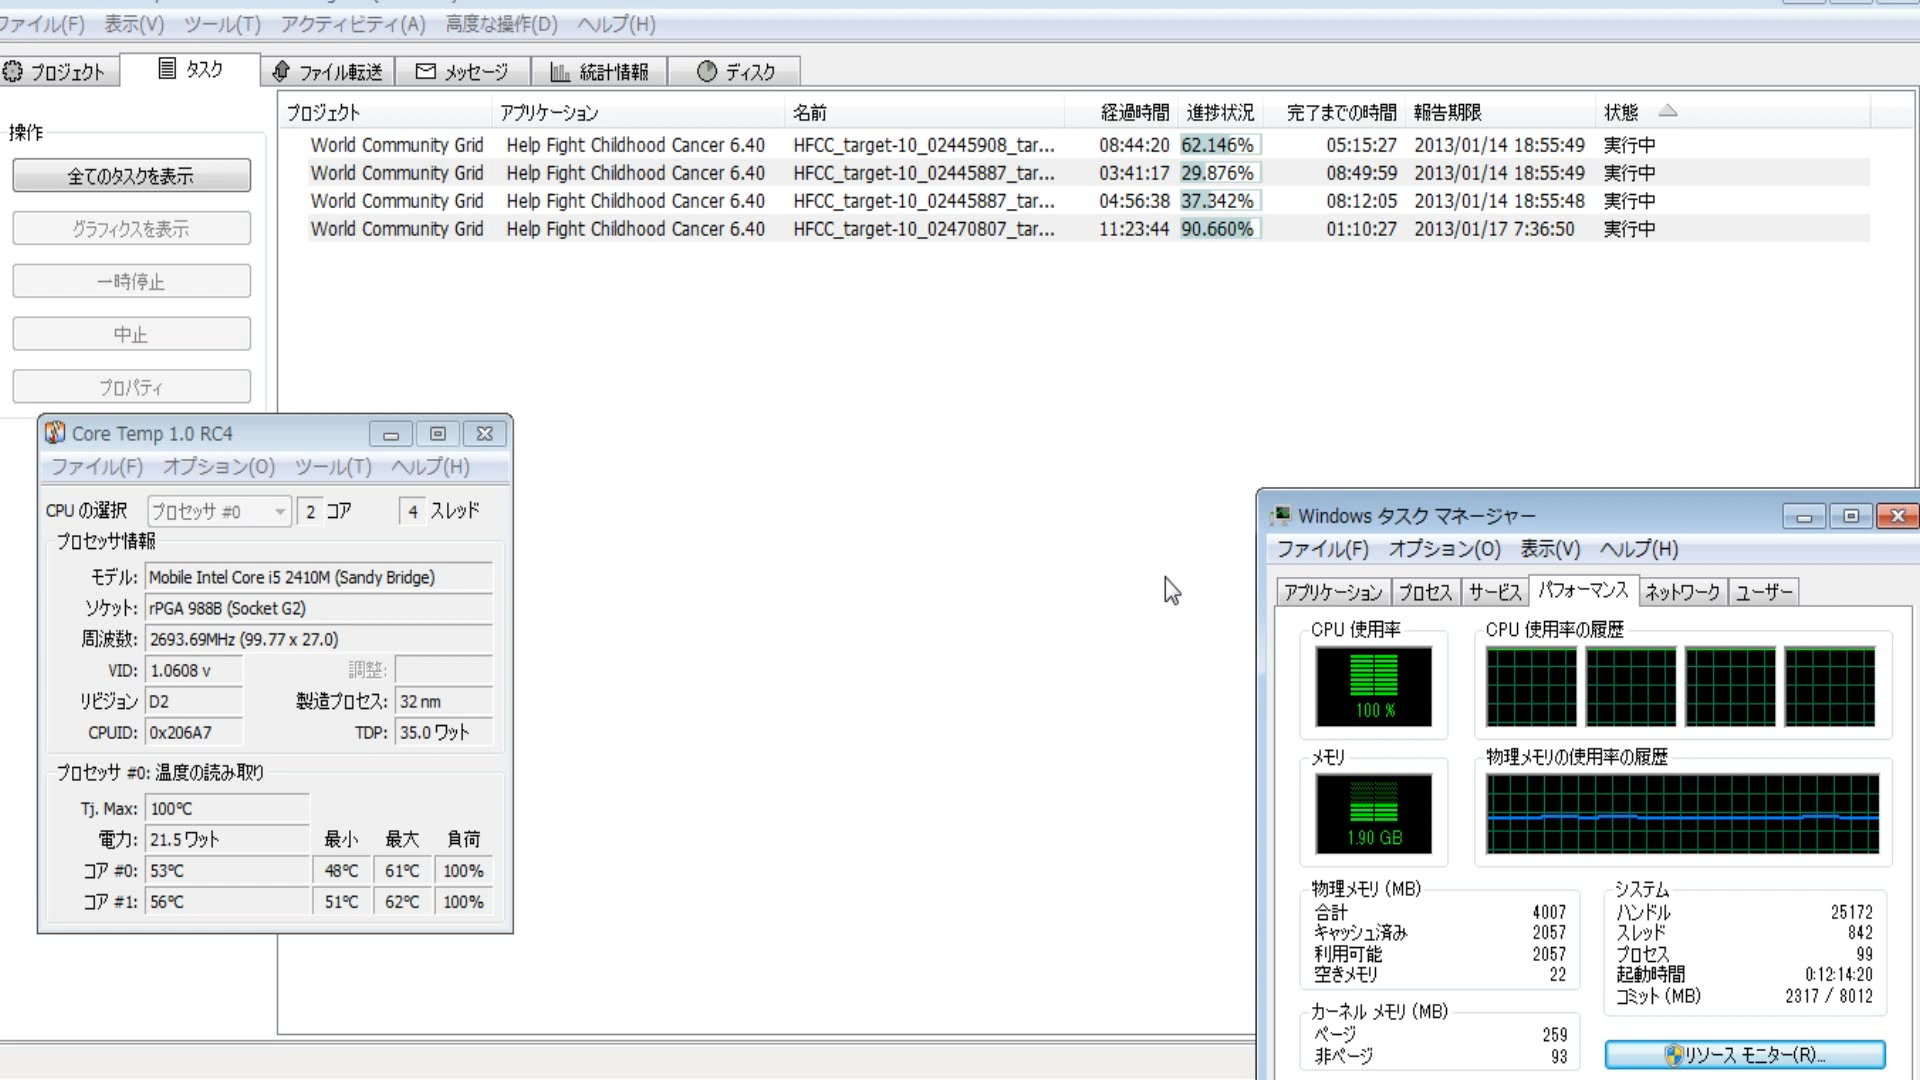 ファイル(F) 表示(V) ツール(T) アクティビティ(A) 高度な操作(D) ヘルプ(H)
プロジェクト タスク ファイル転送 メッセージ 統計情報 ディスク
操作
全てのタスクを表示
グラフィクスを表示
一時停止
中止
プロパティ
プロジェクト アプリケーション 名前 経過時間 進捗状況 完了までの時間 報告期限 状態
World Community Grid Help Fight Childhood Cancer 6.40 HFCC_target-10_02445908_tar... 08:44:20 62.146% 05:15:27 2013/01/14 18:55:49 実行中
World Community Grid Help Fight Childhood Cancer 6.40 HFCC_target-10_02445887_tar... 03:41:17 29.876% 08:49:59 2013/01/14 18:55:49 実行中
World Community Grid Help Fight Childhood Cancer 6.40 HFCC_target-10_02445887_tar... 04:56:38 37.342% 08:12:05 2013/01/14 18:55:48 実行中
World Community Grid Help Fight Childhood Cancer 6.40 HFCC_target-10_02470807_tar... 11:23:44 90.660% 01:10:27 2013/01/17 7:36:50 実行中
Core Temp 1.0 RC4
ファイル(F) オプション(O) ツール(T) ヘルプ(H)
CPU の選択 プロセッサ #0 2 コア 4 スレッド
プロセッサ情報
モデル: Mobile Intel Core i5 2410M (Sandy Bridge)
ソケット: rPGA 988B (Socket G2)
周波数: 2693.69MHz (99.77 x 27.0)
VID: 1.0608 v 調整:
リビジョン D2 製造プロセス: 32 nm
CPUID: 0x206A7 TDP: 35.0 ワット
プロセッサ #0: 温度の読み取り
Tj. Max: 100℃
電力: 21.5 ワット 最小 最大 負荷
コア #0: 53℃ 48℃ 61℃ 100%
コア #1: 56℃ 51℃ 62℃ 100%
Windows タスク マネージャー
ファイル(F) オプション(O) 表示(V) ヘルプ(H)
アプリケーション プロセス サービス パフォーマンス ネットワーク ユーザー
CPU 使用率 CPU 使用率の履歴
100 %
メモリ 物理メモリの使用率の履歴
1.90 GB
物理メモリ (MB)
合計 4007
キャッシュ済み 2057
利用可能 2057
空きメモリ 22
カーネル メモリ (MB)
ページ 259
非ページ 93
システム
ハンドル 25172
スレッド 842
プロセス 99
起動時間 0:12:14:20
コミット (MB) 2317 / 8012
リソース モニター(R)...